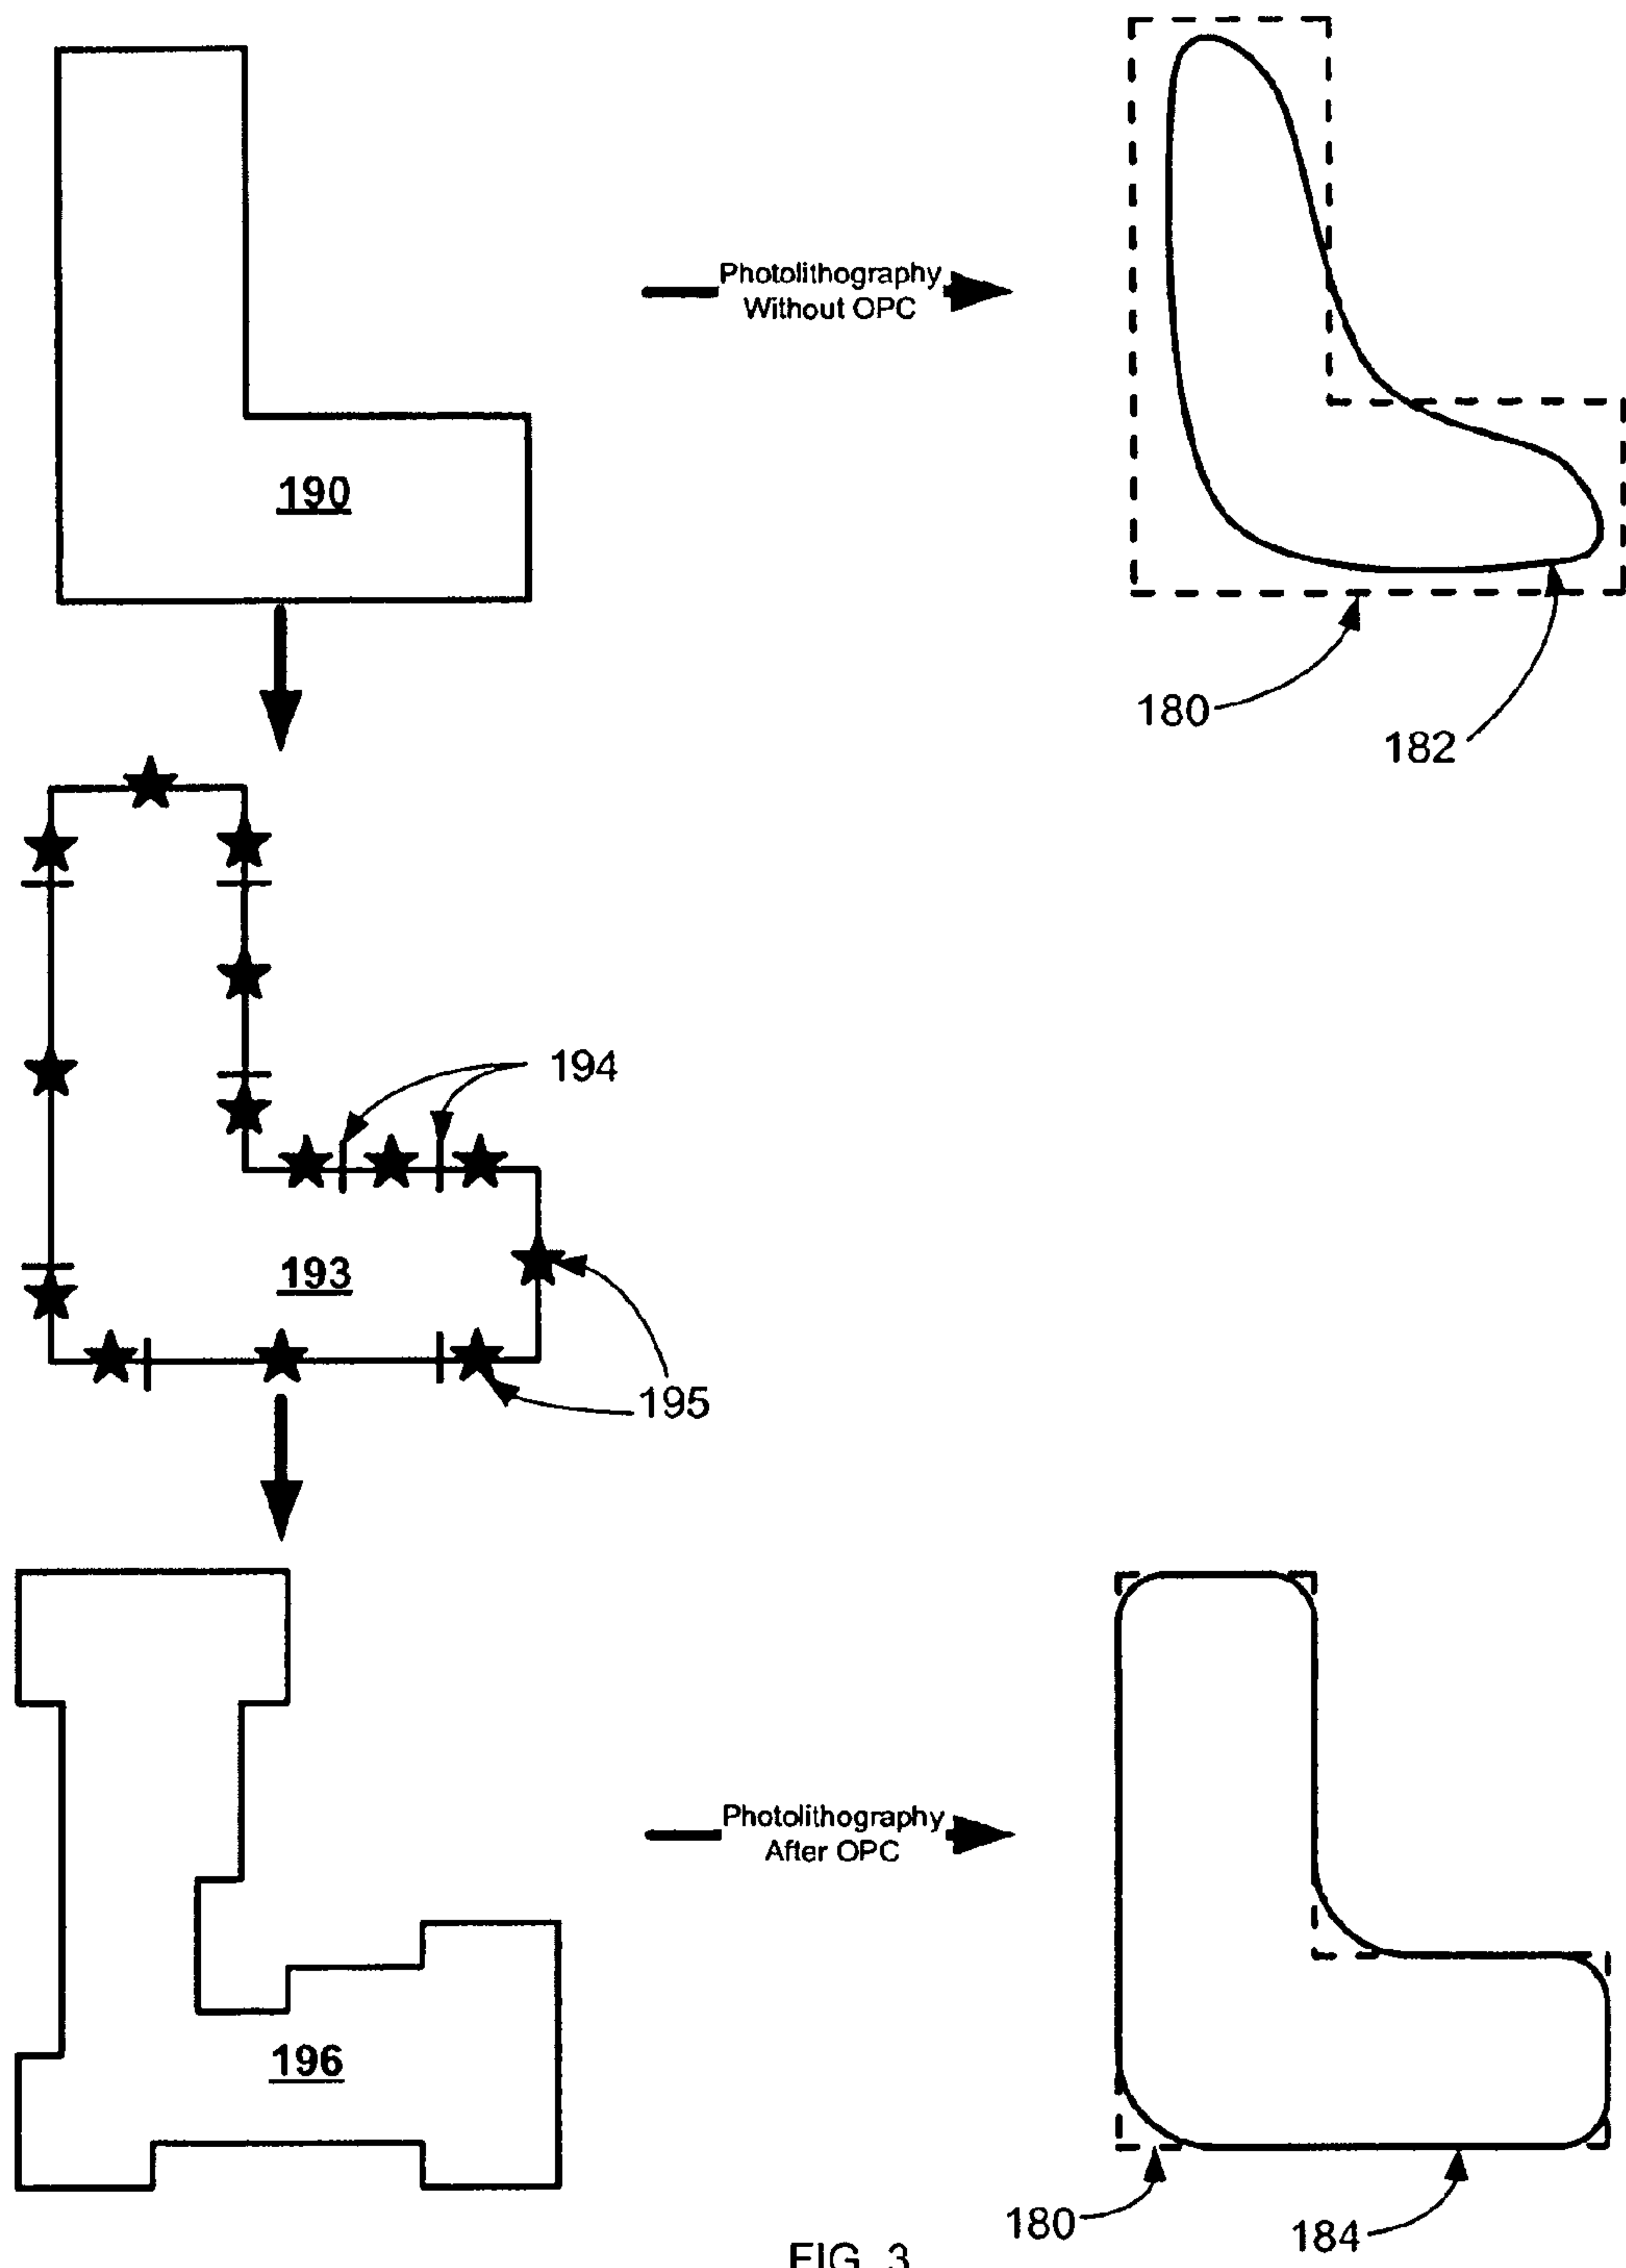 Photolithography
Without OPC
190
180
182
194
193
195
Photolithography
After OPC
196
180
184
FIG. 3